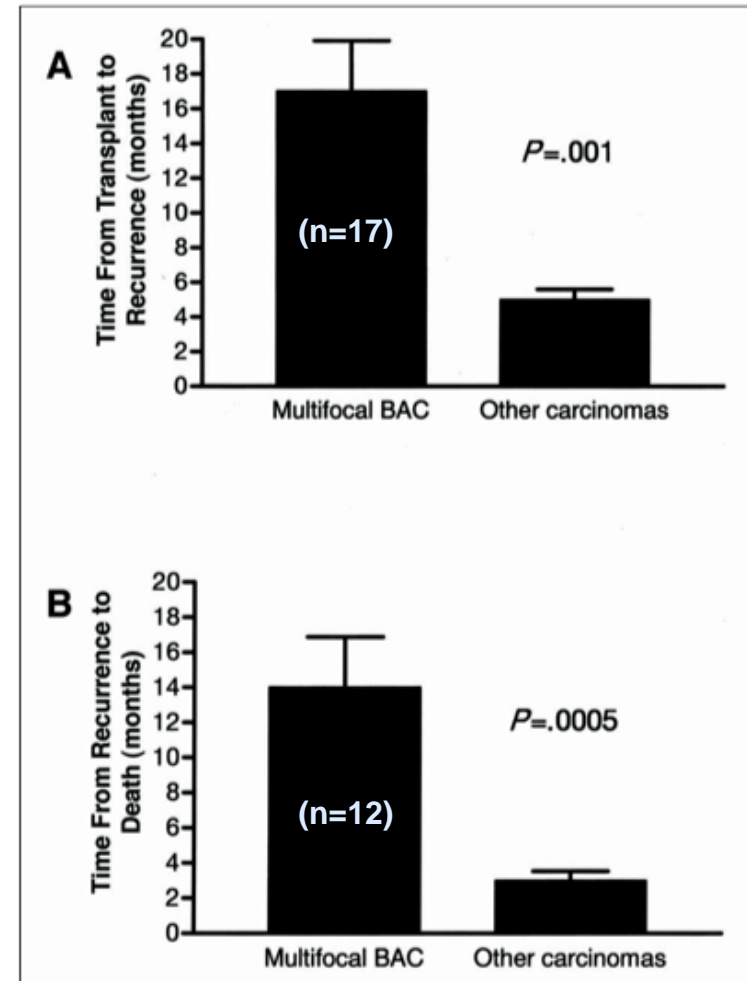 A
Time From Transplant to
Recurrence (months)
20
18
16
14
12
10
8
6
4
2
0
P=.001
(n=17)
Multifocal BAC
Other carcinomas
B
Time From Recurrence to
Death (months)
20
18
16
14
12
10
8
6
4
2
0
P=.0005
(n=12)
Multifocal BAC
Other carcinomas